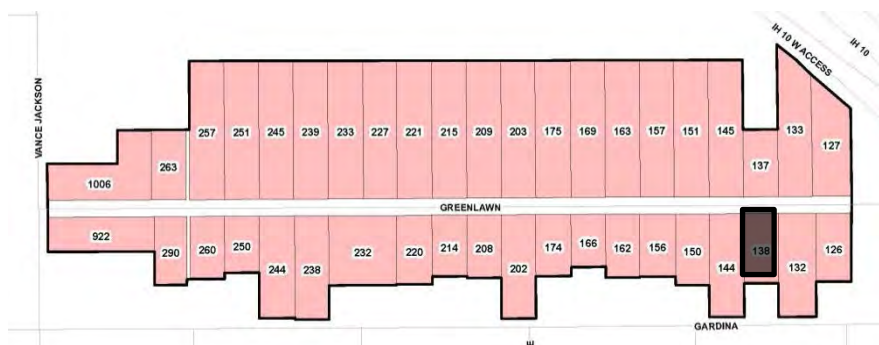 IH 10 W ACCESS
IH 10
VANCE JACKSON
257 251 245 239 233 227 221 215 209 203 175 169 163 157 151 145 133
127
263 137
1006
GREENLAWN
922
290 260 250 232 220 214 208 174 166 162 156 150 138 126
244 238 202 144 132
GARDINA